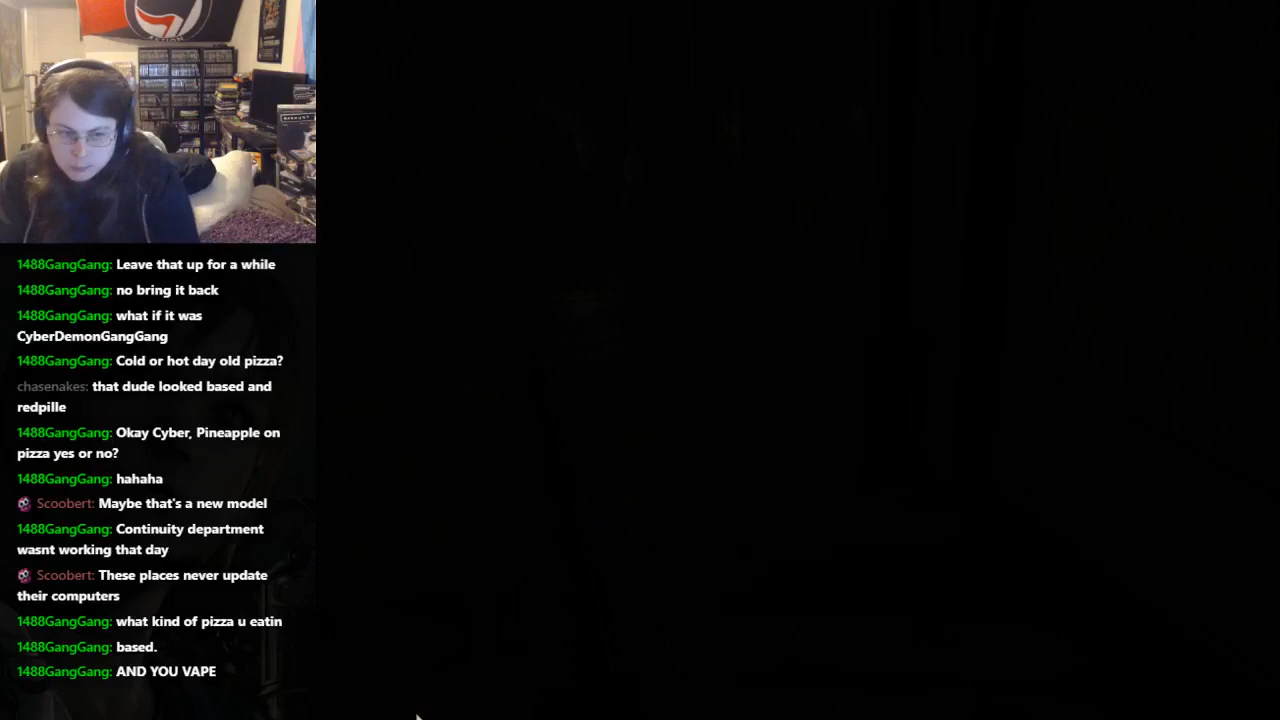 ACTION
MANHUNT
1488GangGang: Leave that up for a while
1488GangGang: no bring it back
1488GangGang: what if it was
CyberDemonGangGang
1488GangGang: Cold or hot day old pizza?
chasenakes: that dude looked based and
redpille
1488GangGang: Okay Cyber, Pineapple on
pizza yes or no?
1488GangGang: hahaha
Scoobert: Maybe that's a new model
1488GangGang: Continuity department
wasnt working that day
Scoobert: These places never update
their computers
1488GangGang: what kind of pizza u eatin
1488GangGang: based.
1488GangGang: AND YOU VAPE